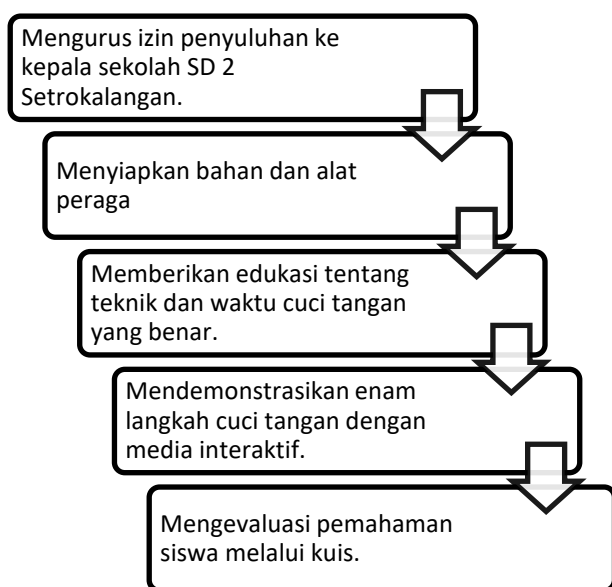 Mengurus izin penyuluhan ke
kepala sekolah SD 2
Setrokalangan.
Menyiapkan bahan dan alat
peraga
Memberikan edukasi tentang
teknik dan waktu cuci tangan
yang benar.
Mendemonstrasikan enam
langkah cuci tangan dengan
media interaktif.
Mengevaluasi pemahaman
siswa melalui kuis.